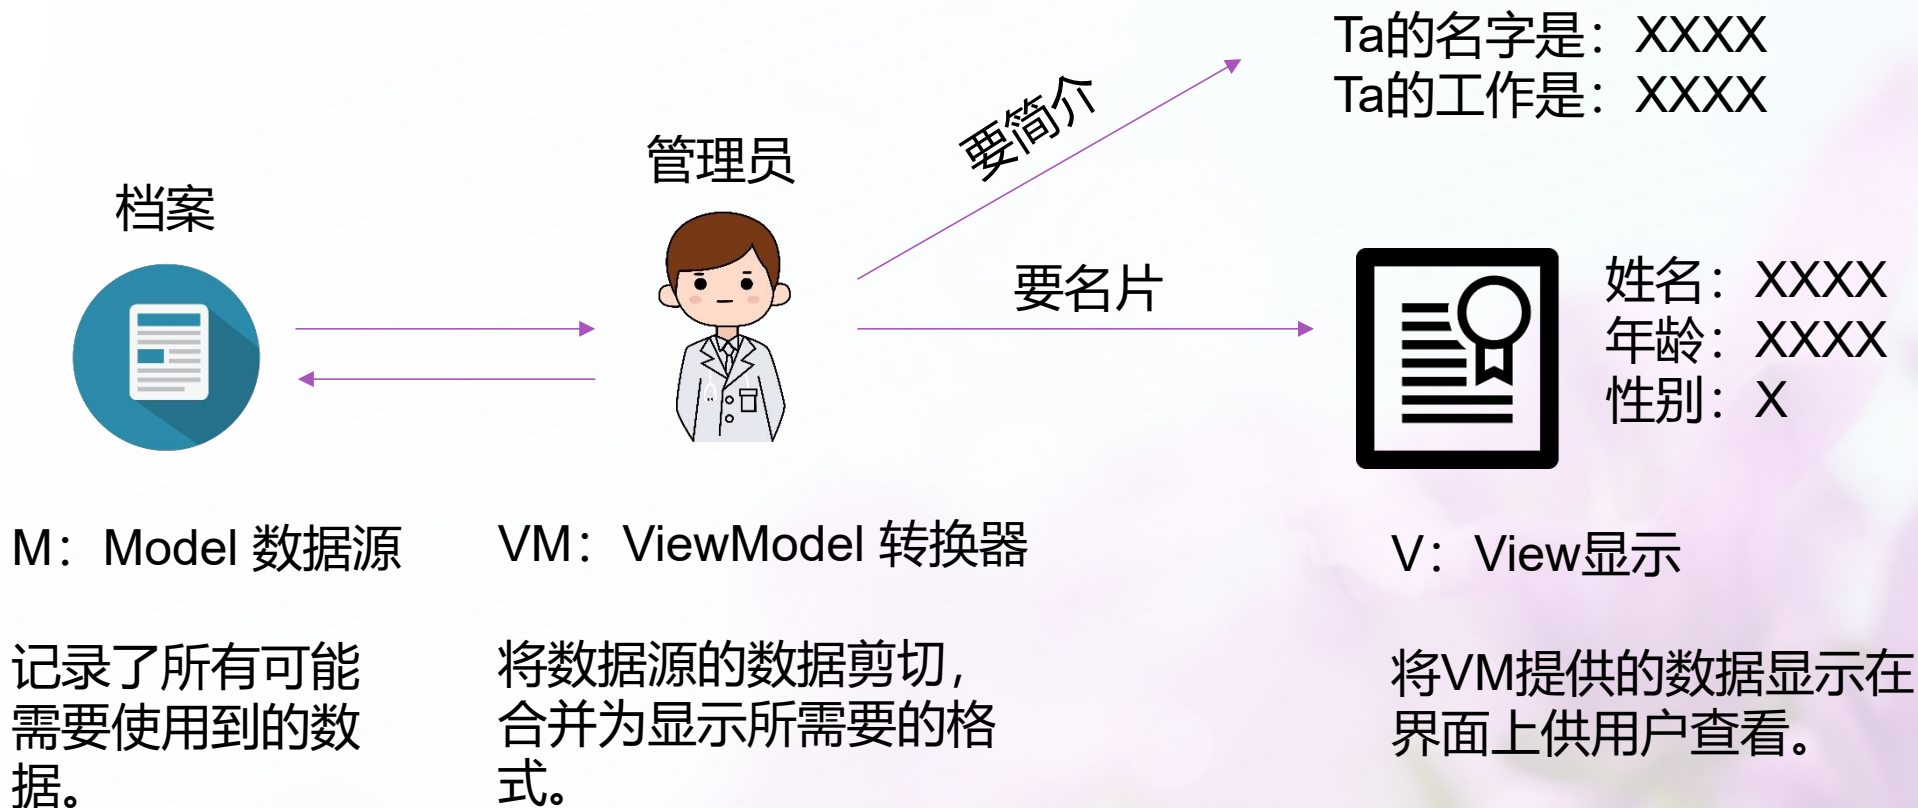 Ta的名字是：XXXX
Ta的工作是：XXXX
要简介
管理员
档案
要名片
姓名：XXXX
年龄：XXXX
性别：X
M：Model 数据源
VM：ViewModel 转换器
V：View显示
记录了所有可能
需要使用到的数
据。
将数据源的数据剪切，
合并为显示所需要的格
式。
将VM提供的数据显示在
界面上供用户查看。